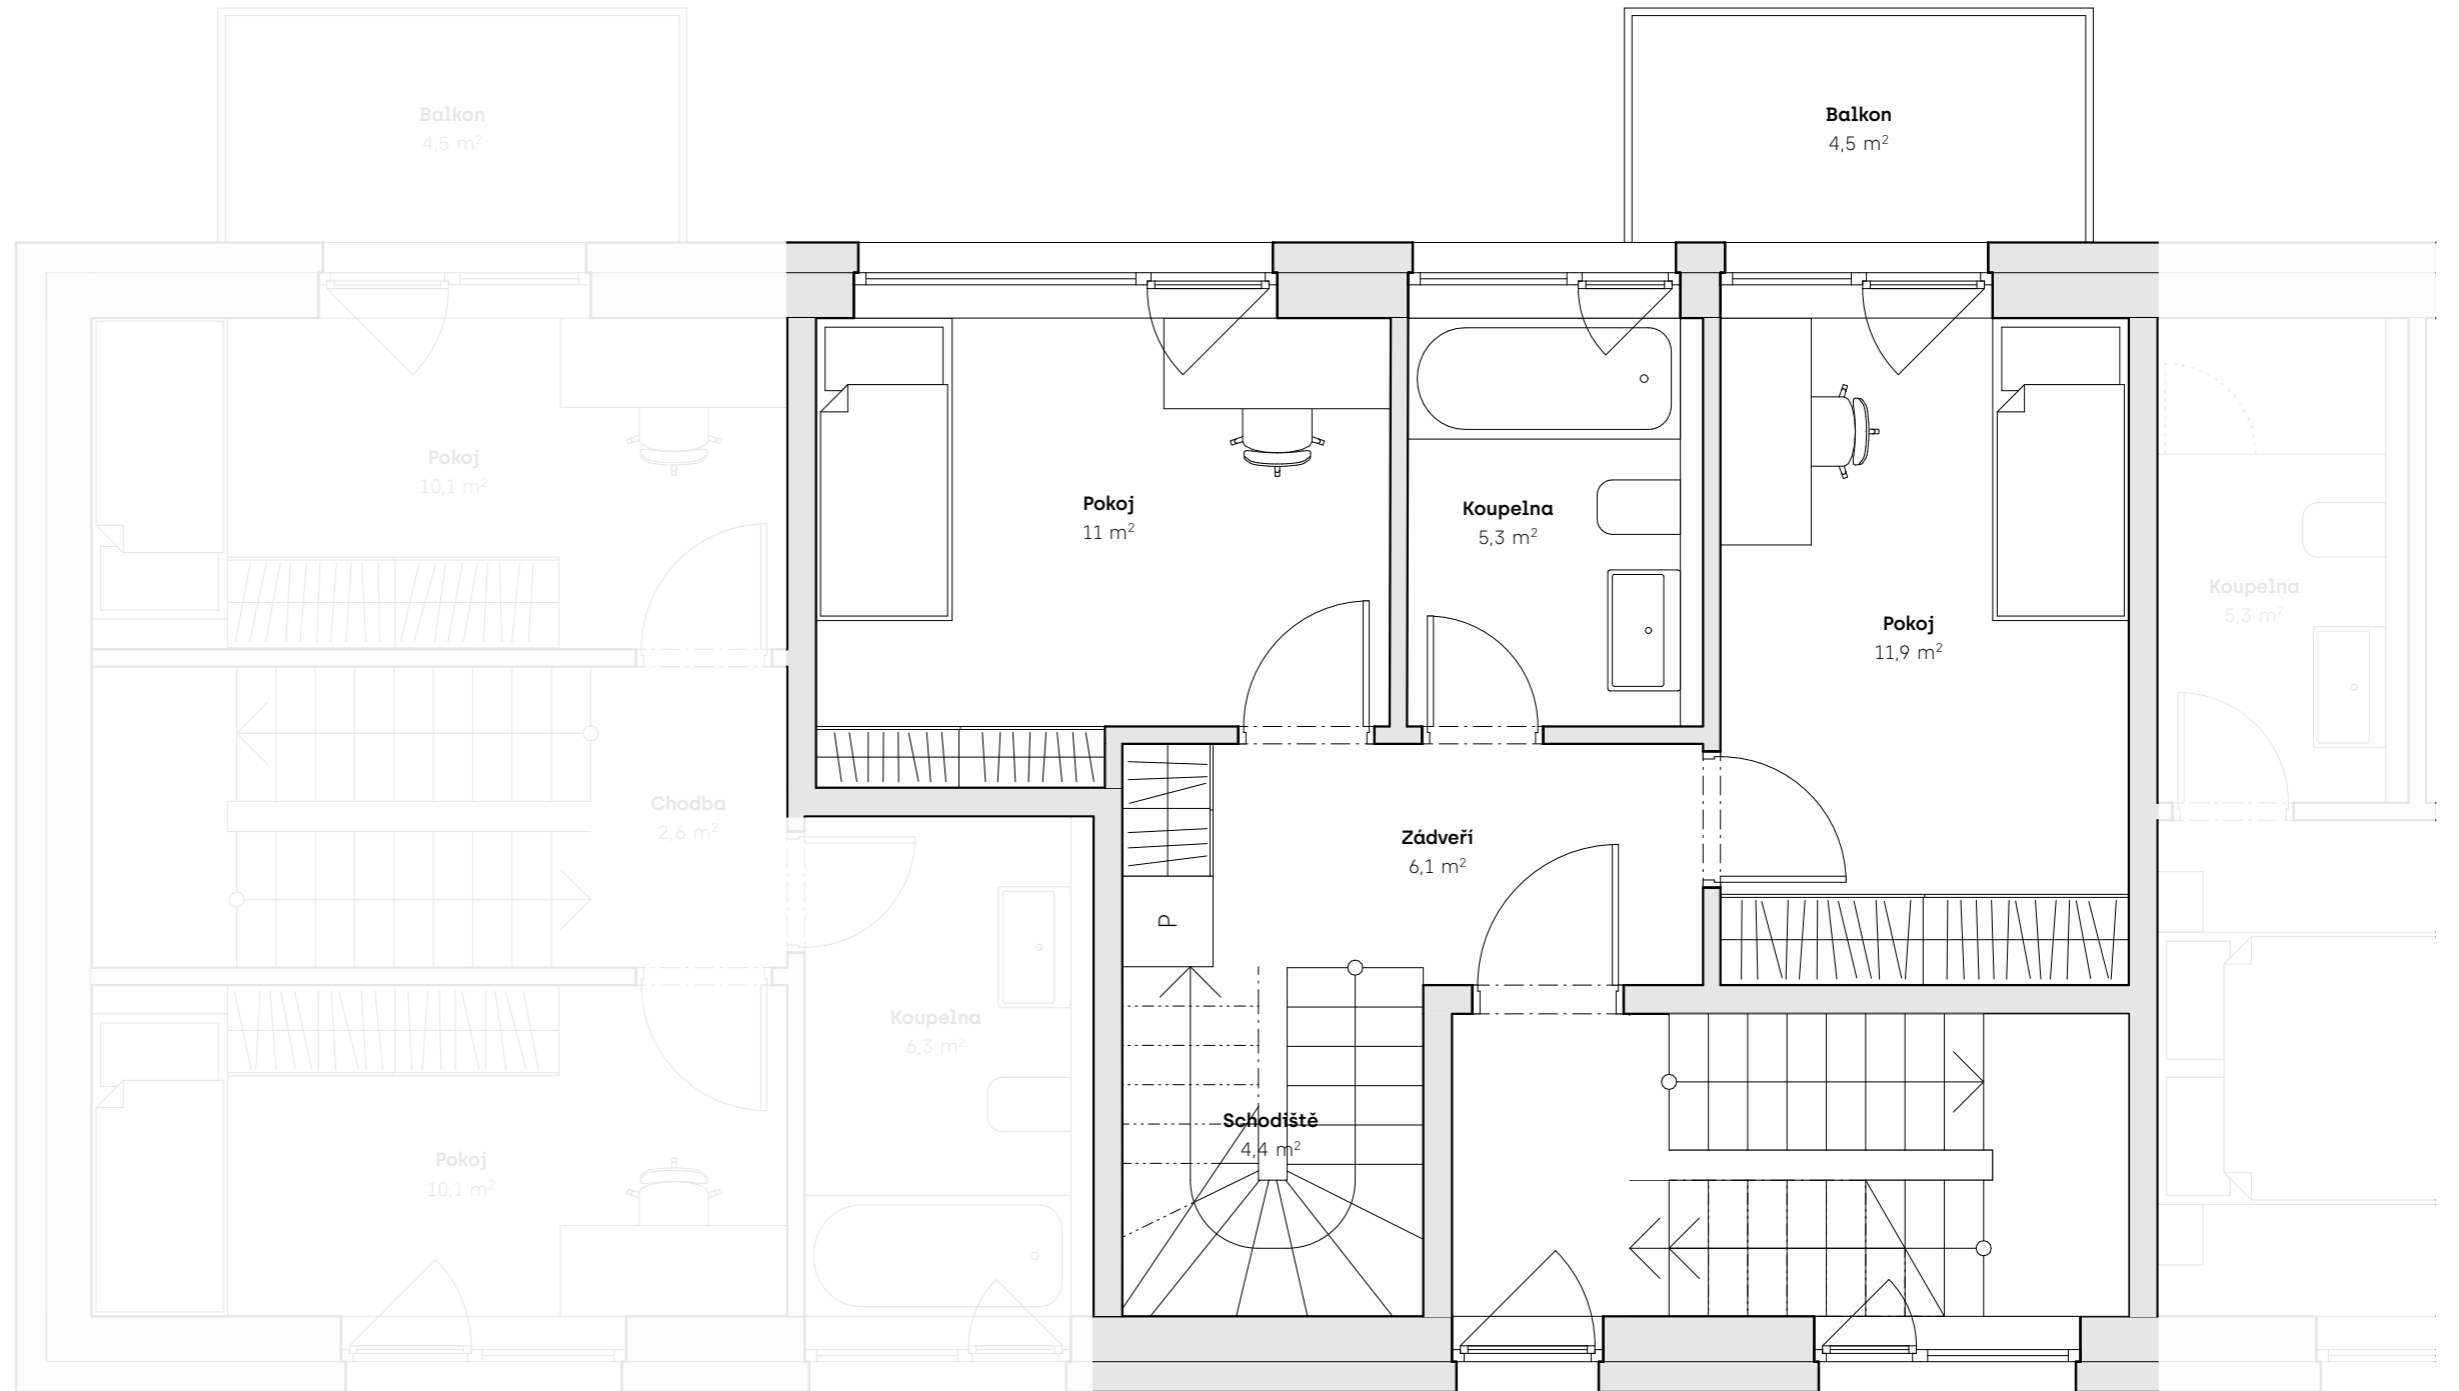 Balkon
4,5 m²
Balkon
4,5 m²
Pokoj
10,1 m²
Pokoj
11 m²
Koupelna
5,3 m²
Pokoj
11,9 m²
Koupelna
5,3 m²
Chodba
2,6 m²
Zádveří
6,1 m²
P
Koupelna
6,3 m²
Schodiště
4,4 m²
Pokoj
10,1 m²